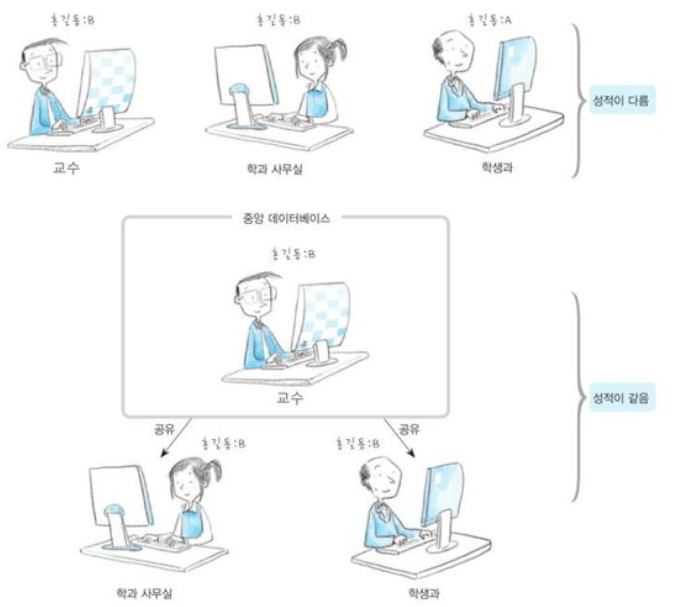 홍길동:B
홍길동:B
홍길동:A
성적이 다름
교수
학과 사무실
학생과
중앙 데이터베이스
홍길동:B
교수
성적이 같음
공유
공유
홍길동:B
홍길동:B
학과 사무실
학생과